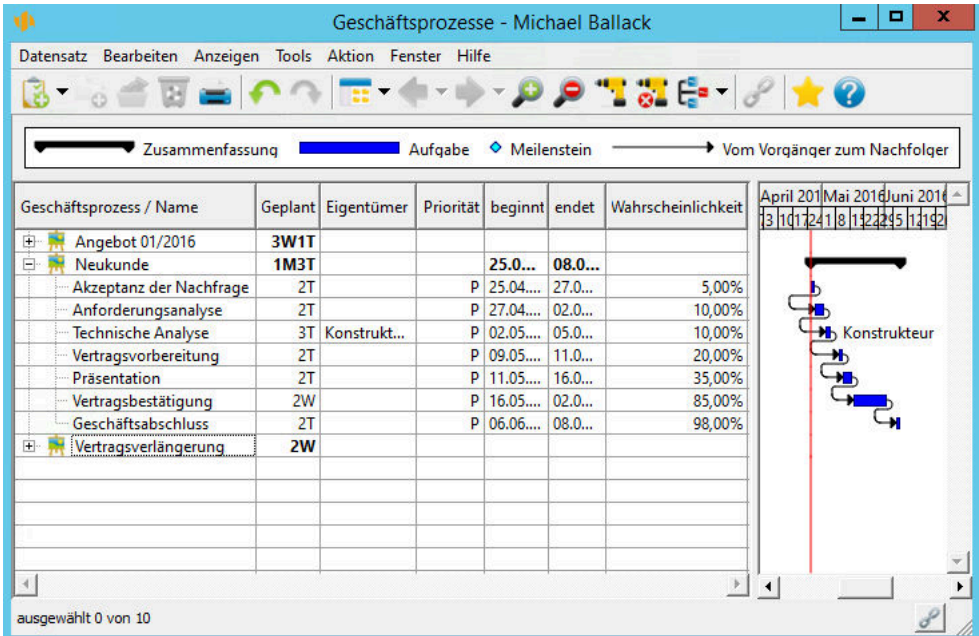 Geschäftsprozesse - Michael Ballack
Datensatz Bearbeiten Anzeigen Tools Aktion Fenster Hilfe
Zusammenfassung Aufgabe Meilenstein Vom Vorgänger zum Nachfolger
Geschäftsprozess / Name Geplant Eigentümer Priorität beginnt endet Wahrscheinlichkeit April 201 Mai 2016 Juni 2016
Angebot 01/2016 3W1T
Neukunde 1M3T 25.0... 08.0...
Akzeptanz der Nachfrage 2T P 25.04.... 27.0... 5,00%
Anforderungsanalyse 2T P 27.04.... 02.0... 10,00%
Technische Analyse 3T Konstrukt... P 02.05.... 05.0... 10,00% Konstrukteur
Vertragsvorbereitung 2T P 09.05.... 11.0... 20,00%
Präsentation 2T P 11.05.... 16.0... 35,00%
Vertragsbestätigung 2W P 16.05.... 02.0... 85,00%
Geschäftsabschluss 2T P 06.06.... 08.0... 98,00%
Vertragsverlängerung 2W
ausgewählt 0 von 10